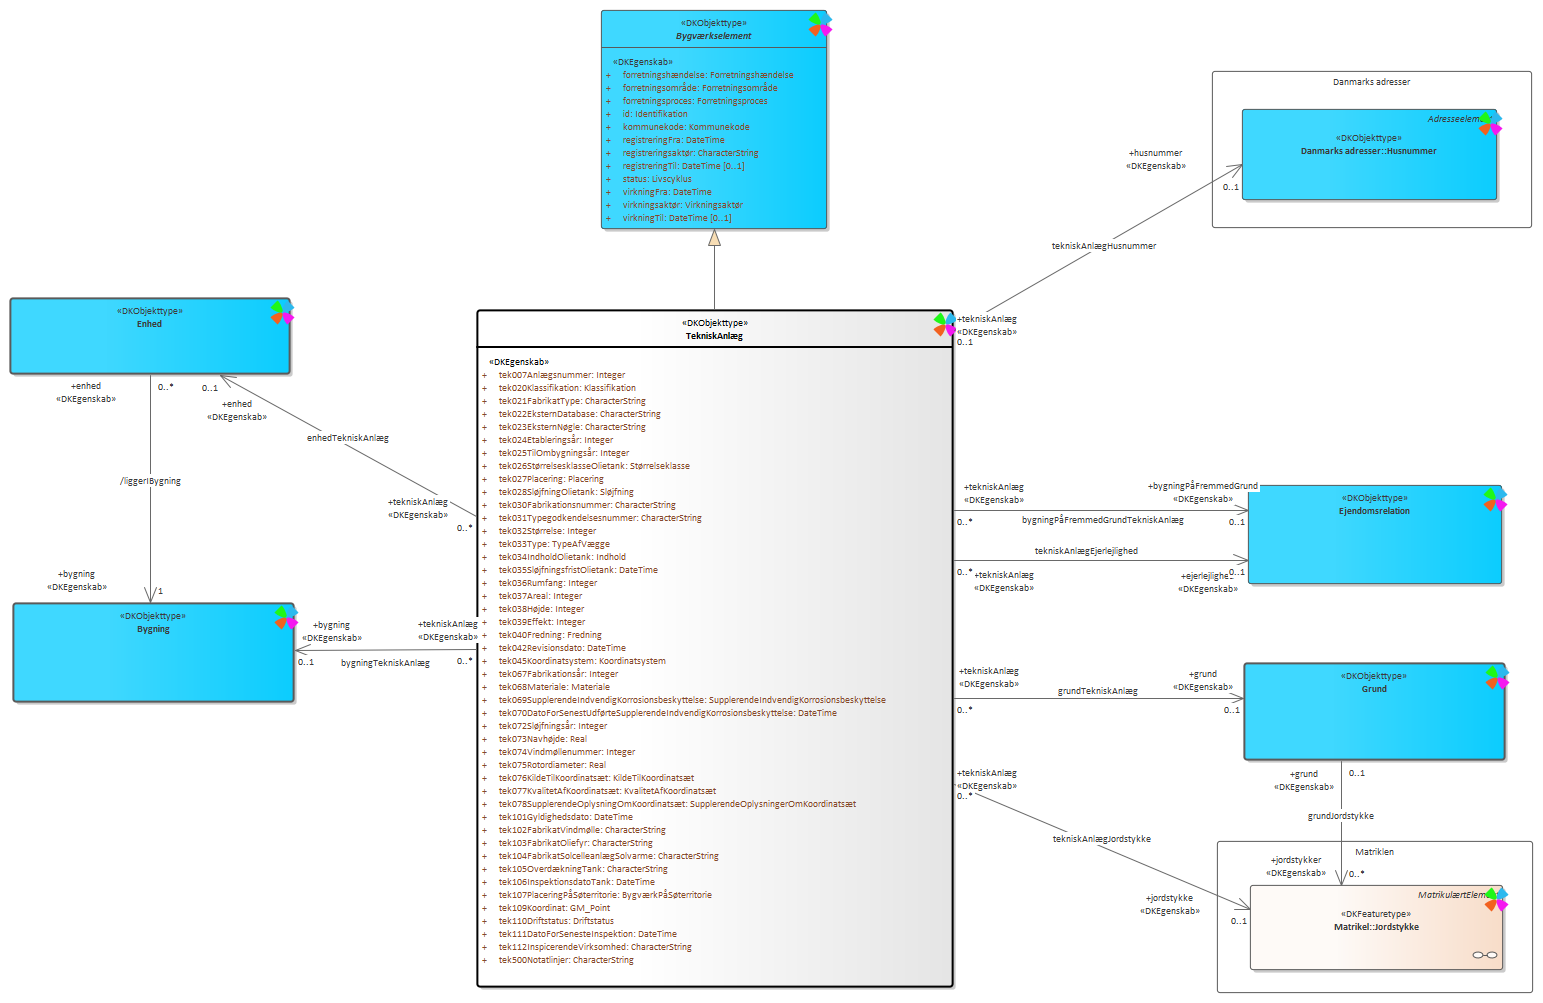 «DKObjekttype»
Bygværkselement
«DKEgenskab»
+ forretningshændelse: Forretningshændelse
+ forretningsområde: Forretningsområde
+ forretningsproces: Forretningsproces
+ id: Identifikation
+ kommunekode: Kommunekode
+ registreringFra: DateTime
+ registreringsaktør: CharacterString
+ registreringTil: DateTime [0..1]
+ status: Livscyklus
+ virkningFra: DateTime
+ virkningsaktør: Virkningsaktør
+ virkningTil: DateTime [0..1]
Danmarks adresser
Adresseelement
«DKObjekttype»
Danmarks adresser::Husnummer
+husnummer
«DKEgenskab»
0..1
tekniskAnlægHusnummer
+tekniskAnlæg
«DKEgenskab»
0..1
«DKObjekttype»
Enhed
+enhed
«DKEgenskab»
0..*
0..1
+enhed
«DKEgenskab»
enhedTekniskAnlæg
/liggerIBygning
+tekniskAnlæg
«DKEgenskab»
0..*
+bygning
«DKEgenskab»
1
«DKObjekttype»
Bygning
+bygning
«DKEgenskab»
0..1
bygningTekniskAnlæg
+tekniskAnlæg
«DKEgenskab»
0..*
«DKObjekttype»
TekniskAnlæg
«DKEgenskab»
+ tek007Anlægsnummer: Integer
+ tek020Klassifikation: Klassifikation
+ tek021FabrikatType: CharacterString
+ tek022EksternDatabase: CharacterString
+ tek023EksternNøgle: CharacterString
+ tek024Etableringsår: Integer
+ tek025TilOmbygningsår: Integer
+ tek026StørrelsesklasseOlietank: Størrelseklasse
+ tek027Placering: Placering
+ tek028SløjfningOlietank: Sløjfning
+ tek030Fabrikationsnummer: CharacterString
+ tek031Typegodkendelsesnummer: CharacterString
+ tek032Størrelse: Integer
+ tek033Type: TypeAfVægge
+ tek034IndholdOlietank: Indhold
+ tek035SløjfningsfristOlietank: DateTime
+ tek036Rumfang: Integer
+ tek037Areal: Integer
+ tek038Højde: Integer
+ tek039Effekt: Integer
+ tek040Fredning: Fredning
+ tek042Revisionsdato: DateTime
+ tek045Koordinatsystem: Koordinatsystem
+ tek067Fabrikationsår: Integer
+ tek068Materiale: Materiale
+ tek069SupplerendeIndvendigKorrosionsbeskyttelse: SupplerendeIndvendigKorrosionsbeskyttelse
+ tek070DatoForSenestUdførteSupplerendeIndvendigKorrosionsbeskyttelse: DateTime
+ tek072Sløjfningsår: Integer
+ tek073Navhøjde: Real
+ tek074Vindmøllenummer: Integer
+ tek075Rotordiameter: Real
+ tek076KildeTilKoordinatsæt: KildeTilKoordinatsæt
+ tek077KvalitetAfKoordinatsæt: KvalitetAfKoordinatsæt
+ tek078SupplerendeOplysningOmKoordinatsæt: SupplerendeOplysningerOmKoordinatsæt
+ tek101Gyldighedsdato: DateTime
+ tek102FabrikatVindmølle: CharacterString
+ tek103FabrikatOliefyr: CharacterString
+ tek104FabrikatSolcelleanlægSolvarme: CharacterString
+ tek105OverdækningTank: CharacterString
+ tek106InspektionsdatoTank: DateTime
+ tek107PlaceringPåSøterritorie: BygværkPåSøterritorie
+ tek109Koordinat: GM_Point
+ tek110Driftstatus: Driftstatus
+ tek111DatoForSenesteInspektion: DateTime
+ tek112InspicerendeVirksomhed: CharacterString
+ tek500Notatlinjer: CharacterString
+tekniskAnlæg
«DKEgenskab»
0..*
bygningPåFremmedGrundTekniskAnlæg
+bygningPåFremmedGrund
«DKEgenskab»
0..1
«DKObjekttype»
Ejendomsrelation
tekniskAnlægEjerlejlighed
0..*
+tekniskAnlæg
«DKEgenskab»
0..1
+ejerlejlighe..
«DKEgenskab»
+tekniskAnlæg
«DKEgenskab»
0..*
grundTekniskAnlæg
+grund
«DKEgenskab»
0..1
«DKObjekttype»
Grund
+grund
«DKEgenskab»
0..1
grundJordstykke
+tekniskAnlæg
«DKEgenskab»
0..*
tekniskAnlægJordstykke
+jordstykke
«DKEgenskab»
0..1
Matriklen
+jordstykker
«DKEgenskab»
0..*
MatrikulærtElem
«DKFeaturetype»
Matrikel::Jordstykke